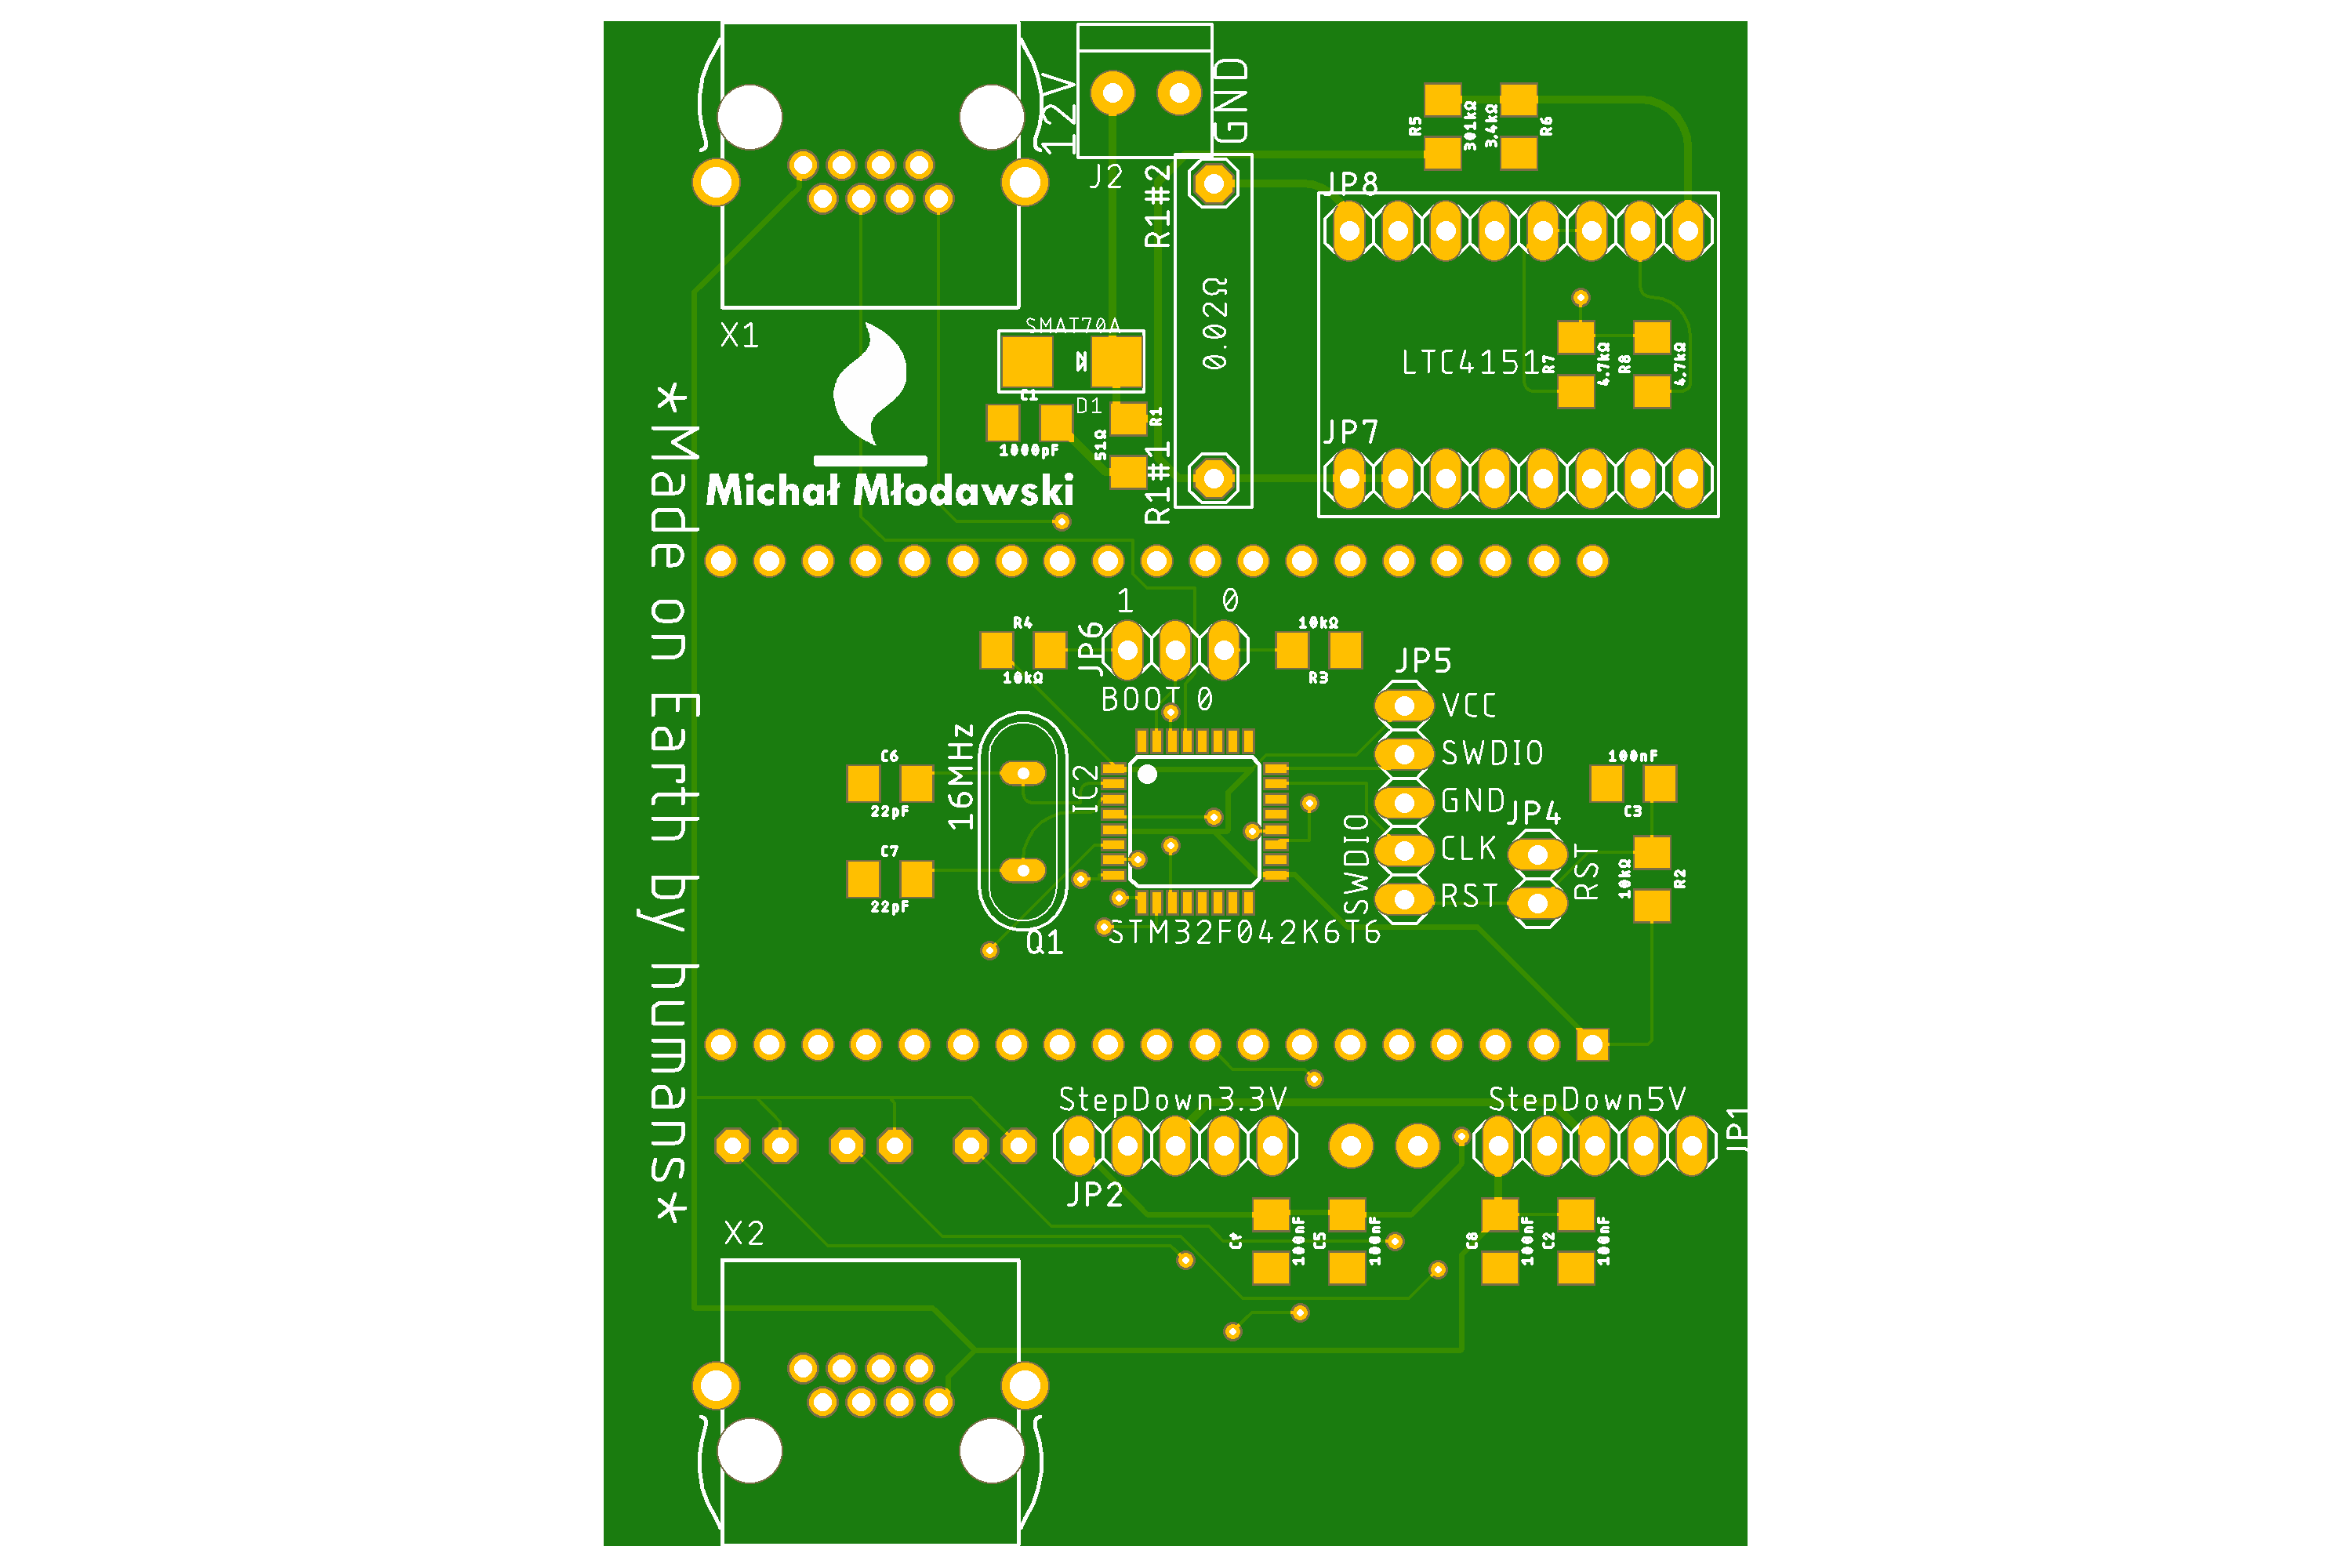 12V
GND
J2
R5
301kΩ
3.4kΩ
R6
R1#2
JP8
X1
SMAT70A
0.02Ω
LTC4151
R7
4.7kΩ
R8
4.7kΩ
C1
D1
1000pF
51Ω
R1
R1#1
JP7
Michał Młodawski
*Made on Earth by humans*
1 0
R4
10kΩ
JP6
BOOT 0
10kΩ
R3
JP5
VCC
SWDIO
GND
CLK
RST
SWDIO
JP4
RST
100nF
C3
10kΩ
R2
C6
22pF
C7
22pF
16MHz
Q1
IC2
STM32F042K6T6
StepDown3.3V
StepDown5V
JP1
JP2
X2
100nF
C5
100nF
C8
100nF
C2
100nF